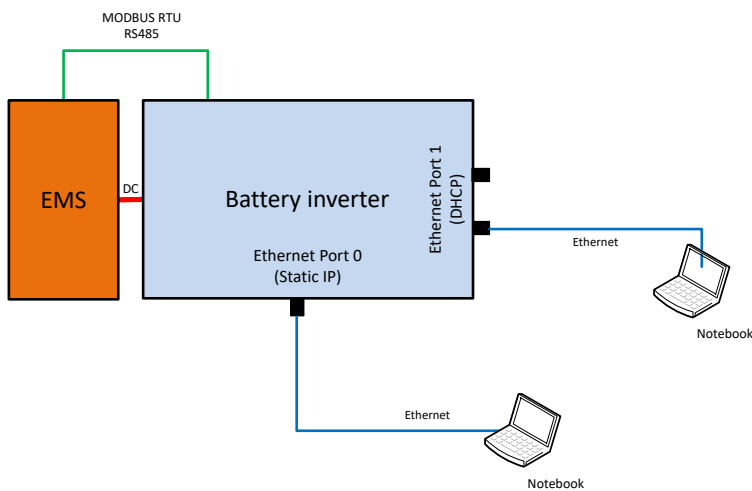 MODBUS RTU
RS485
EMS
DC
Battery inverter
Ethernet Port 1
(DHCP)
Ethernet Port 0
(Static IP)
Ethernet
Notebook
Ethernet
Notebook